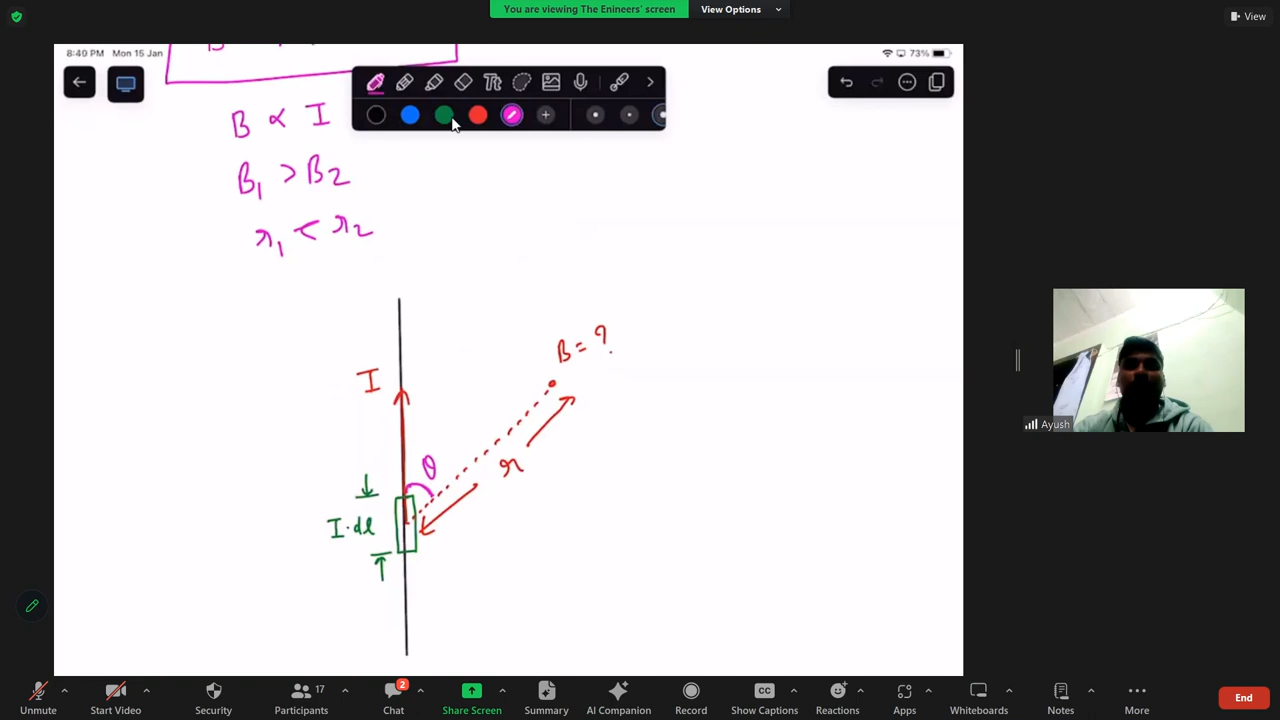 You are viewing The Enineers' screen
View Options
View
8:49 PM Mon 15 Jan
73%
B ∝ I
B₁ > B₂
r₁ < r₂
B = ?
I
θ
r
I·dl
Ayush
Unmute
Start Video
Security
17
Participants
2
Chat
Share Screen
Summary
AI Companion
Record
CC
Show Captions
Reactions
Apps
Whiteboards
Notes
More
End